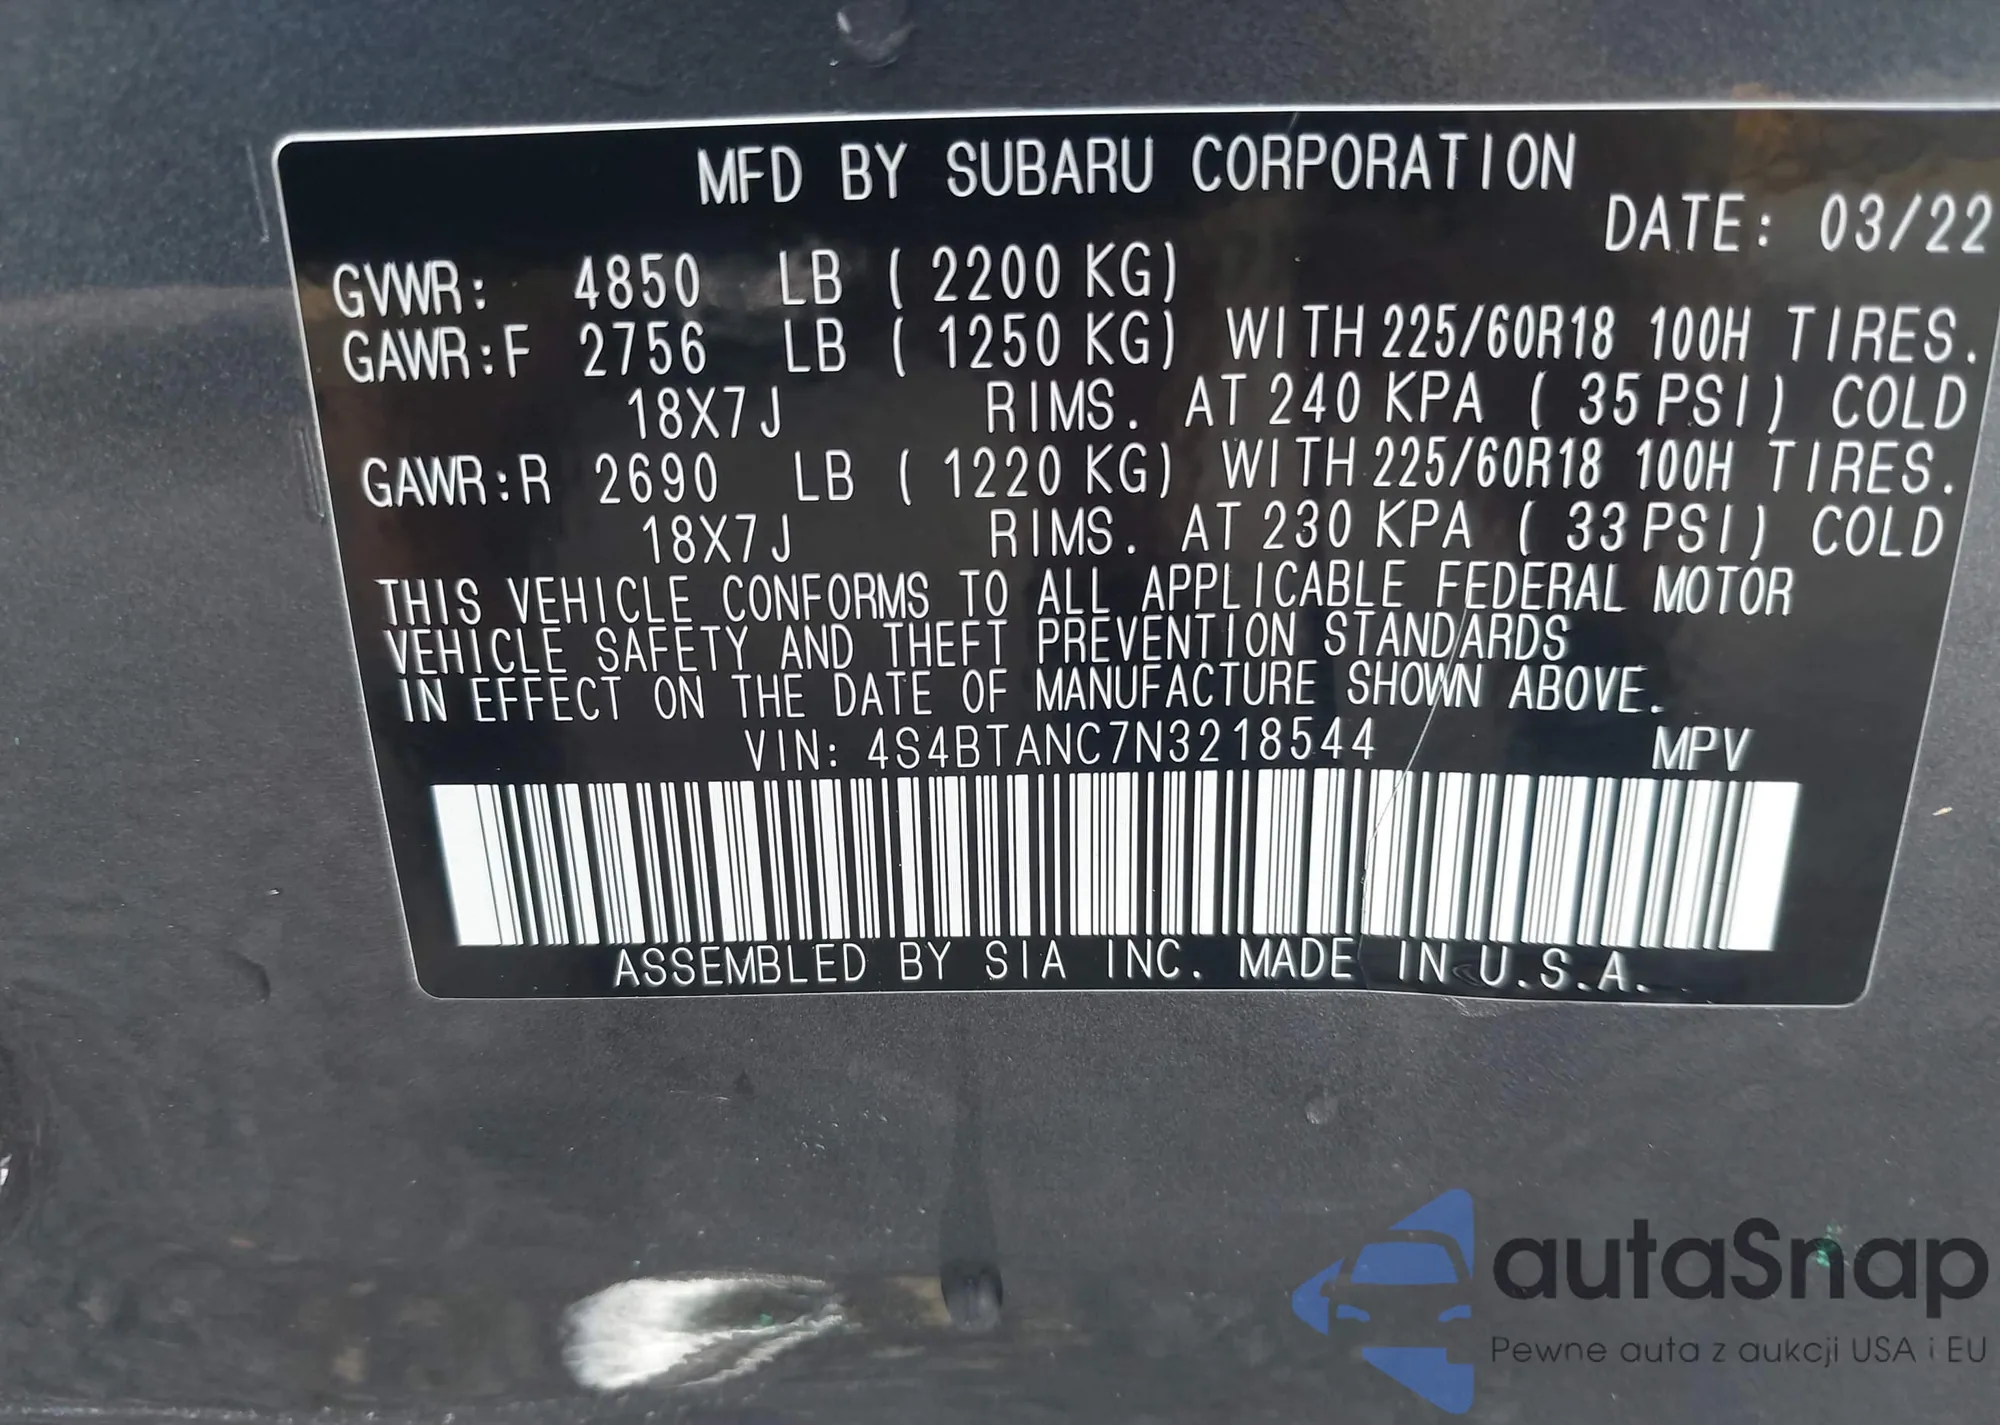 MFD BY SUBARU CORPORATION
DATE: 03/22
GVWR: 4850 LB ( 2200 KG)
GAWR:F 2756 LB ( 1250 KG) WITH 225/60R18 100H TIRES.
18X7J RIMS. AT 240 KPA ( 35 PSI) COLD
GAWR:R 2690 LB ( 1220 KG) WITH 225/60R18 100H TIRES.
18X7J RIMS. AT 230 KPA ( 33 PSI) COLD
THIS VEHICLE CONFORMS TO ALL APPLICABLE FEDERAL MOTOR
VEHICLE SAFETY AND THEFT PREVENTION STANDARDS
IN EFFECT ON THE DATE OF MANUFACTURE SHOWN ABOVE.
VIN: 4S4BTANC7N3218544 MPV
ASSEMBLED BY SIA INC. MADE IN U.S.A.
autaSnap
Pewne auta z aukcji USA i EU